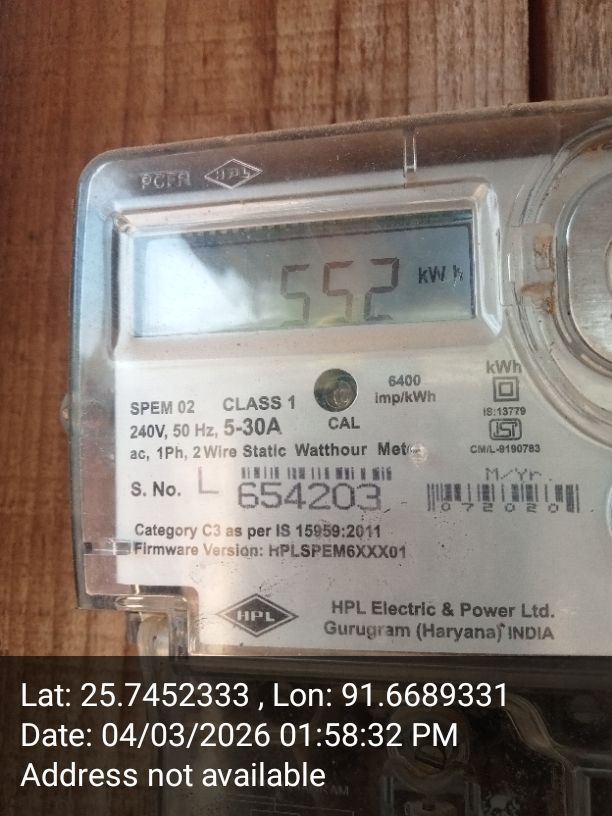 PCFR HPL
552 kWh
6400
imp/kWh
kWh
SPEM 02 CLASS 1
CAL
IS:13779
240V, 50 Hz, 5-30A
ISI
CM/L-9190783
ac, 1Ph, 2 Wire Static Watthour
M/Yr.
S. No. L 654203
072020
Category C3 as per IS 15959:2011
Firmware Version: HPLSPEM6XXX01
HPL
HPL Electric & Power Ltd.
Gurugram (Haryana) INDIA
Lat: 25.7452333 , Lon: 91.6689331
Date: 04/03/2026 01:58:32 PM
Address not available